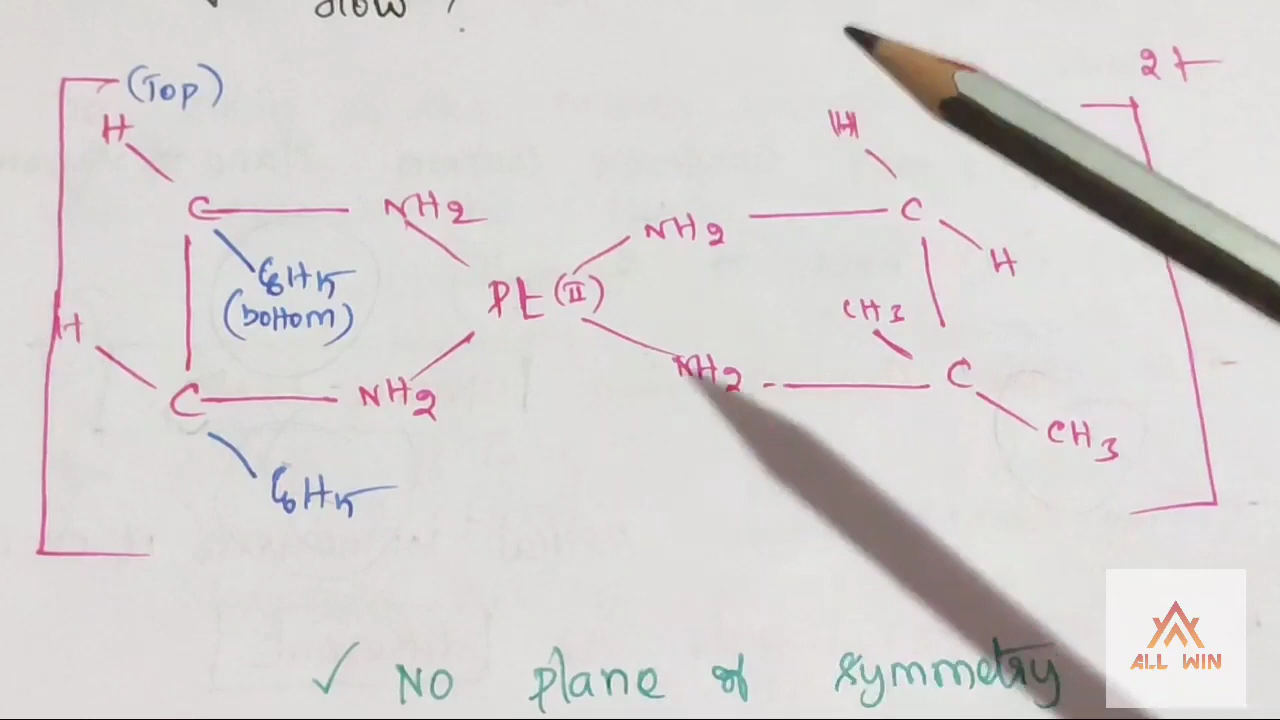 slow ?
(Top)
2+
H
H
C NH2 NH2 C
C6H5 Pt (II) H
(bottom) CH3
H
C NH2 NH2 C
CH3
C6H5
✓ NO plane of symmetry
ALL WIN